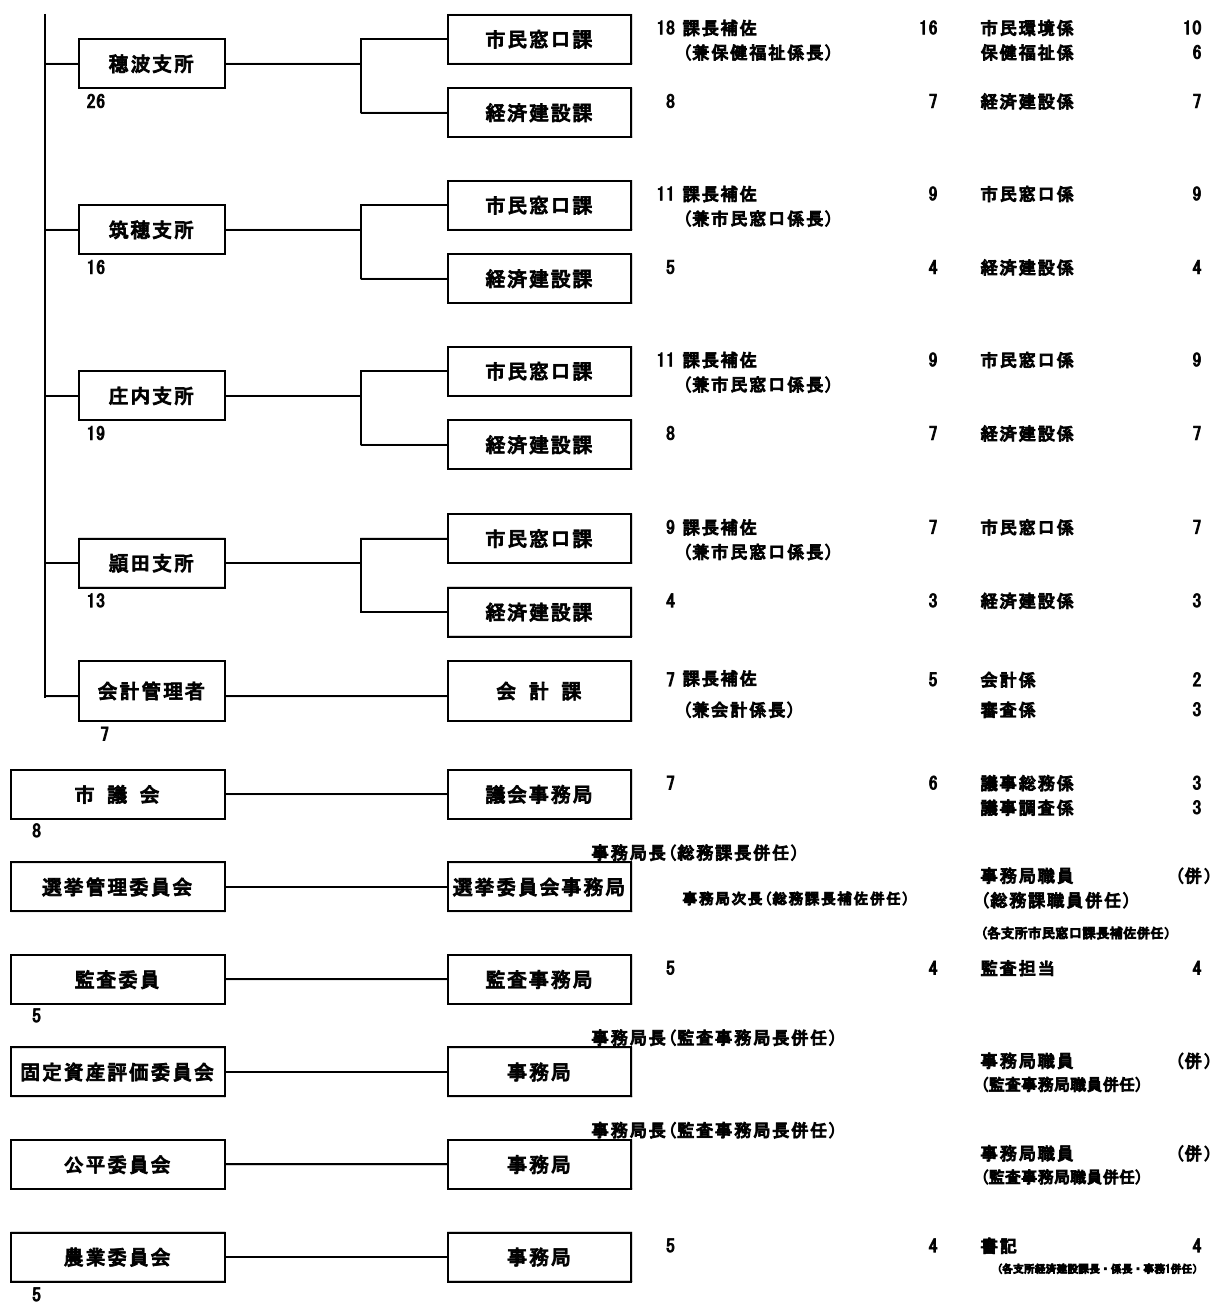 市民窓口課 18 課長補佐 16 市民環境係 10
(兼保健福祉係長) 保健福祉係 6
穂波支所
26
経済建設課 8 7 経済建設係 7
市民窓口課 11 課長補佐 9 市民窓口係 9
(兼市民窓口係長)
筑穂支所
16
経済建設課 5 4 経済建設係 4
市民窓口課 11 課長補佐 9 市民窓口係 9
(兼市民窓口係長)
庄内支所
19
経済建設課 8 7 経済建設係 7
市民窓口課 9 課長補佐 7 市民窓口係 7
(兼市民窓口係長)
頴田支所
13
経済建設課 4 3 経済建設係 3
会計管理者 会計課 7 課長補佐 5 会計係 2
(兼会計係長) 審査係 3
7
市議会 議会事務局 7 6 議事総務係 3
議事調査係 3
8
事務局長(総務課長併任)
選挙管理委員会 選挙委員会事務局 事務局次長(総務課長補佐併任) 事務局職員 (併)
(総務課職員併任)
(各支所市民窓口課長補佐併任)
監査委員 監査事務局 5 4 監査担当 4
5
事務局長(監査事務局長併任)
固定資産評価委員会 事務局 事務局職員 (併)
(監査事務局職員併任)
事務局長(監査事務局長併任)
公平委員会 事務局 事務局職員 (併)
(監査事務局職員併任)
農業委員会 事務局 5 4 書記 4
(各支所経済建設課長・係長・事務1併任)
5